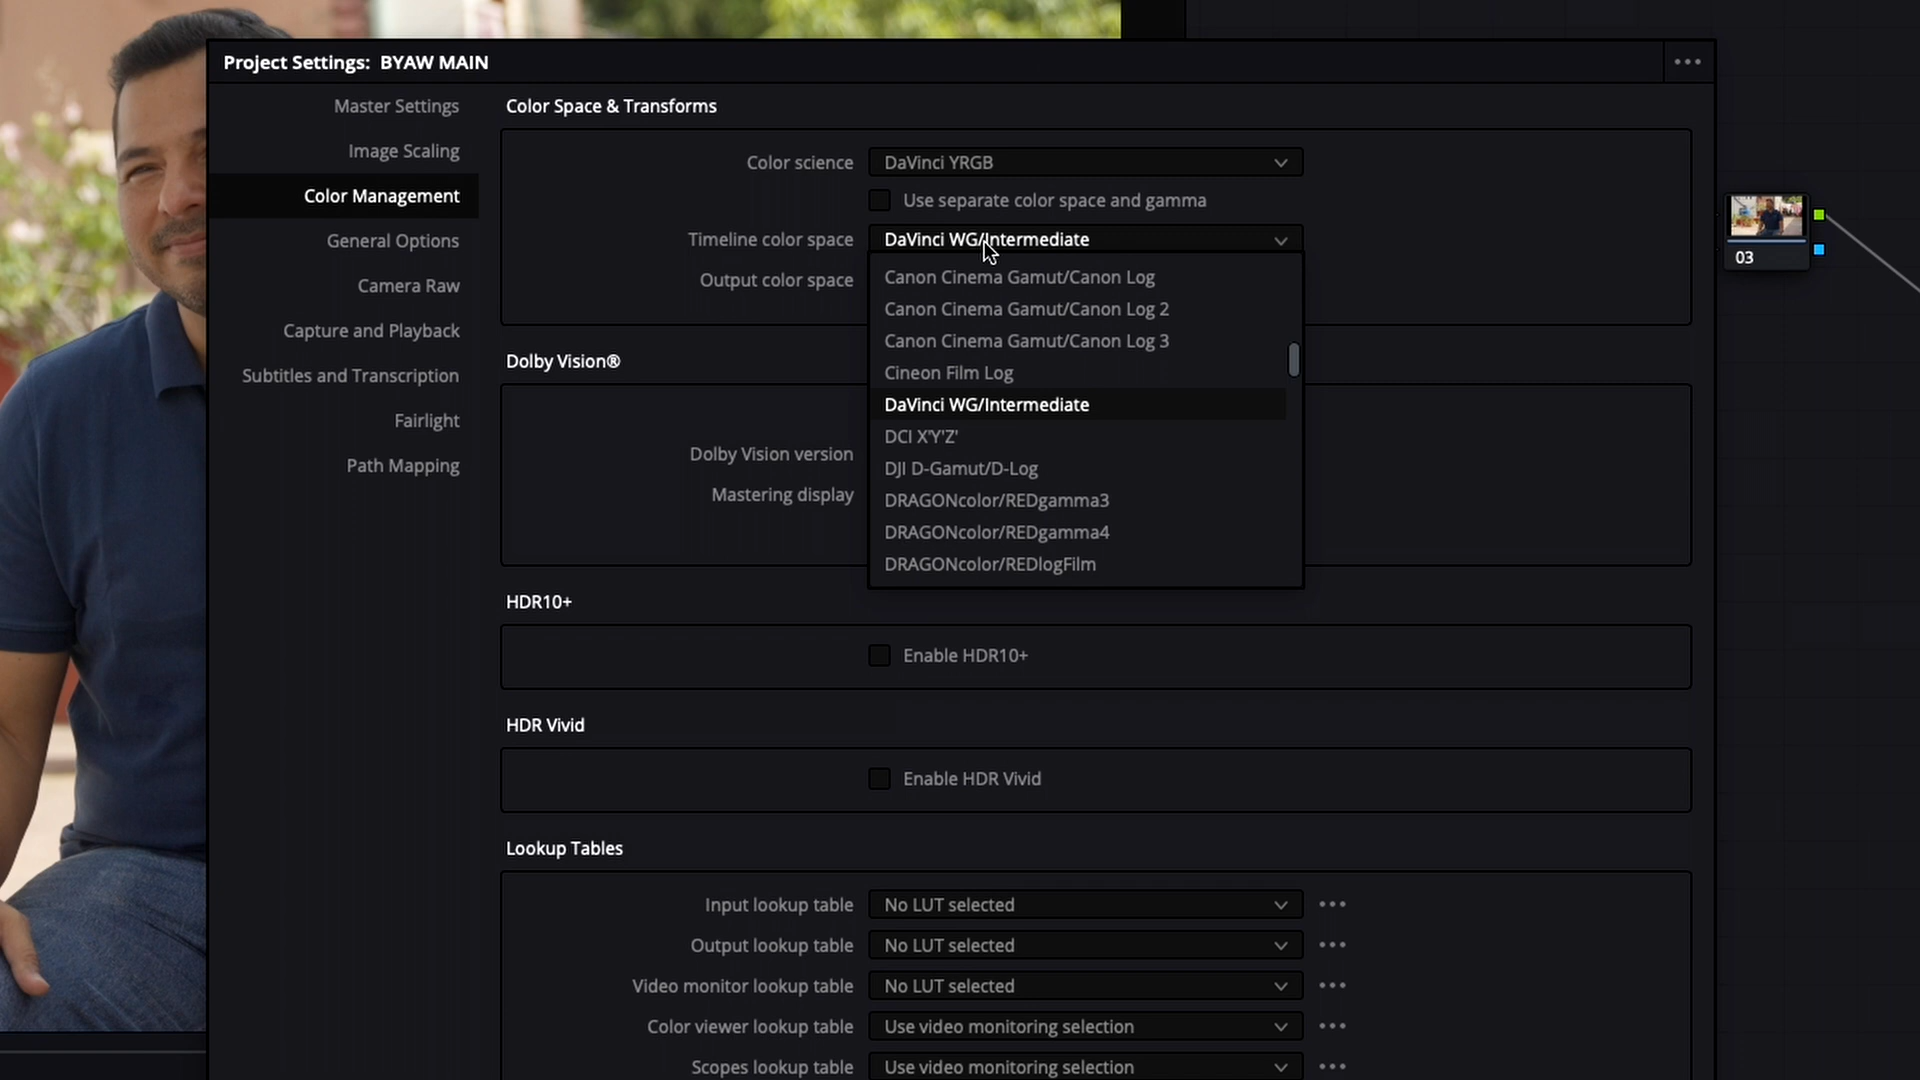 Project Settings: BYAW MAIN
Master Settings
Image Scaling
Color Management
General Options
Camera Raw
Capture and Playback
Subtitles and Transcription
Fairlight
Path Mapping
Color Space & Transforms
Color science DaVinci YRGB
Use separate color space and gamma
Timeline color space DaVinci WG/Intermediate
Output color space
Canon Cinema Gamut/Canon Log
Canon Cinema Gamut/Canon Log 2
Canon Cinema Gamut/Canon Log 3
Cineon Film Log
DaVinci WG/Intermediate
DCI X'Y'Z'
DJI D-Gamut/D-Log
DRAGONcolor/REDgamma3
DRAGONcolor/REDgamma4
DRAGONcolor/REDlogFilm
Dolby Vision®
Dolby Vision version
Mastering display
HDR10+
Enable HDR10+
HDR Vivid
Enable HDR Vivid
Lookup Tables
Input lookup table No LUT selected
Output lookup table No LUT selected
Video monitor lookup table No LUT selected
Color viewer lookup table Use video monitoring selection
Scopes lookup table Use video monitoring selection
03